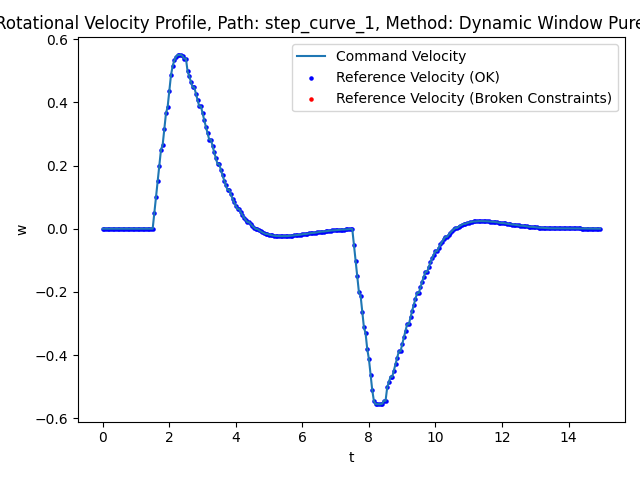 Rotational Velocity Profile, Path: step_curve_1, Method: Dynamic Window Pure
Command Velocity
Reference Velocity (OK)
Reference Velocity (Broken Constraints)
0.6
0.4
0.2
0.0
−0.2
−0.4
−0.6
w
0 2 4 6 8 10 12 14
t